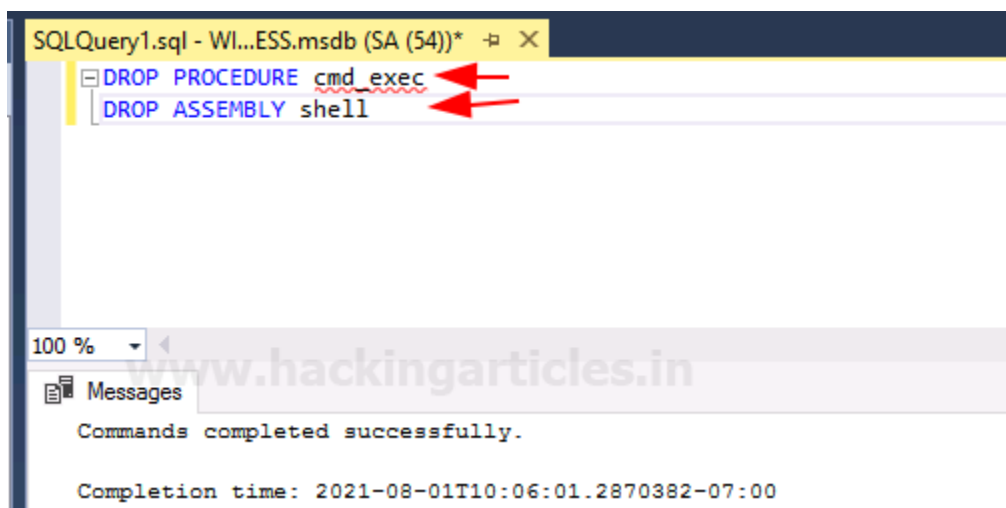 SQLQuery1.sql - WI...ESS.msdb (SA (54))*
DROP PROCEDURE cmd_exec
DROP ASSEMBLY shell
100 %
www.hackingarticles.in
Messages
Commands completed successfully.
Completion time: 2021-08-01T10:06:01.2870382-07:00